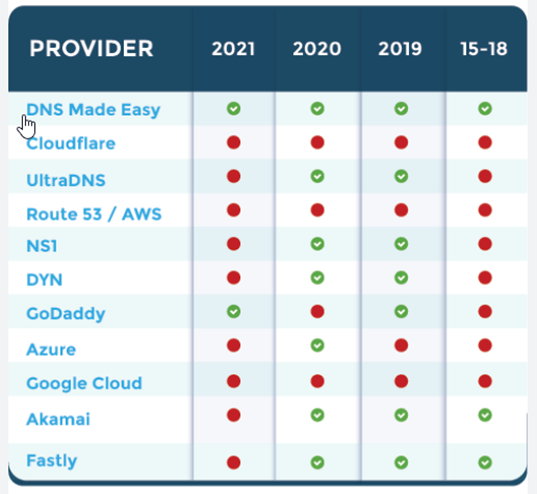 PROVIDER 2021 2020 2019 15-18
DNS Made Easy
Cloudflare
UltraDNS
Route 53 / AWS
NS1
DYN
GoDaddy
Azure
Google Cloud
Akamai
Fastly